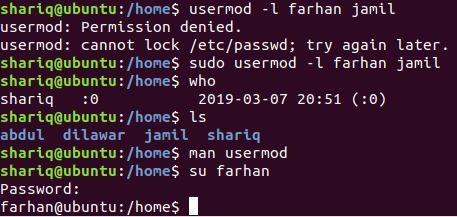 shariq@ubuntu:/home$ usermod -l farhan jamil
usermod: Permission denied.
usermod: cannot lock /etc/passwd; try again later.
shariq@ubuntu:/home$ sudo usermod -l farhan jamil
shariq@ubuntu:/home$ who
shariq   :0           2019-03-07 20:51 (:0)
shariq@ubuntu:/home$ ls
abdul  dilawar  jamil  shariq
shariq@ubuntu:/home$ man usermod
shariq@ubuntu:/home$ su farhan
Password:
farhan@ubuntu:/home$